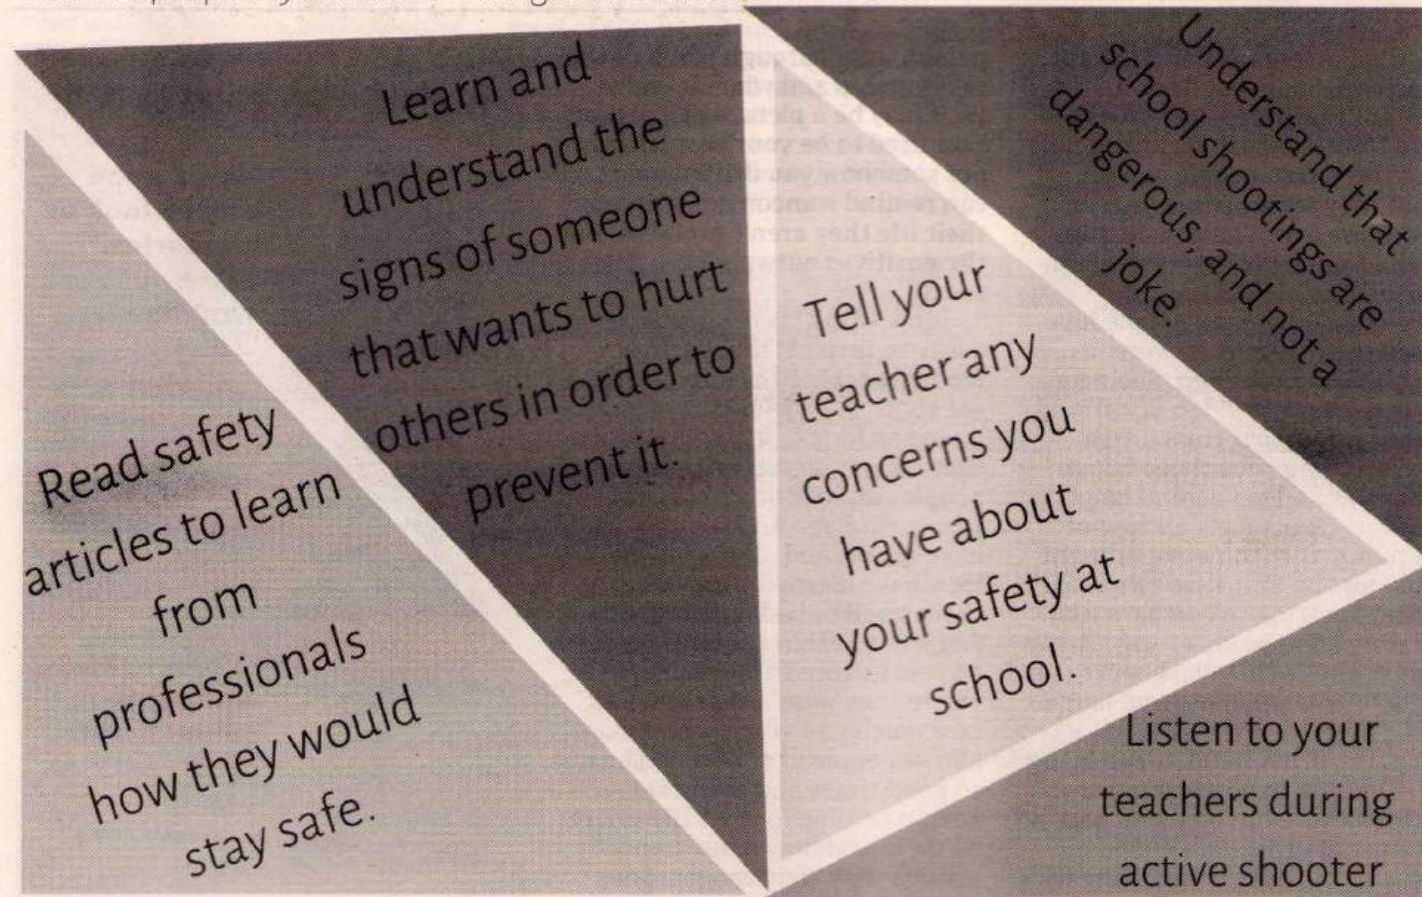 Read safety
articles to learn
from
professionals
how they would
stay safe.
Learn and
understand the
signs of someone
that wants to hurt
others in order to
prevent it.
Tell your
teacher any
concerns you
have about
your safety at
school.
Understand that
school shootings are
dangerous, and not a
joke.
Listen to your
teachers during
active shooter